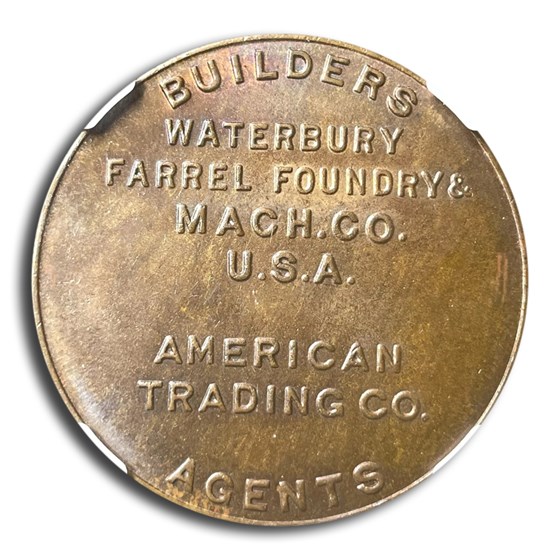 BUILDERS
WATERBURY
FARREL FOUNDRY &
MACH.CO.
U.S.A.
AMERICAN
TRADING CO.
AGENTS